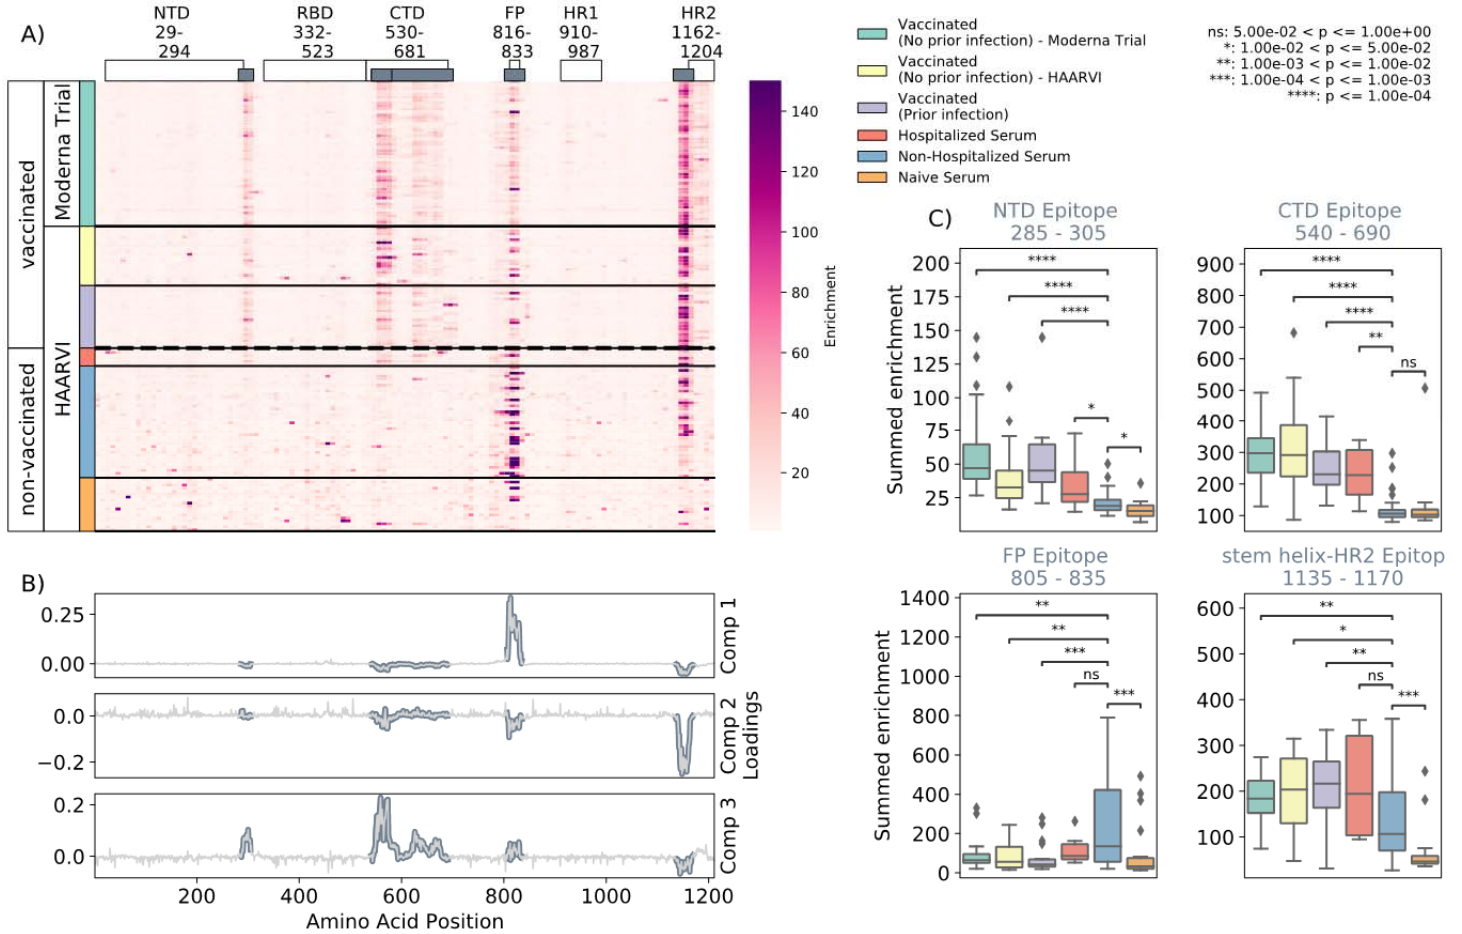 A)
NTD
29-
294
RBD
332-
523
CTD
530-
681
FP
816-
833
HR1
910-
987
HR2
1162-
1204
vaccinated
non-vaccinated
Moderna Trial
HAARVI
140
120
100
80
60
40
20
Enrichment
Vaccinated
(No prior infection) - Moderna Trial
Vaccinated
(No prior infection) - HAARVI
Vaccinated
(Prior infection)
Hospitalized Serum
Non-Hospitalized Serum
Naive Serum
ns: 5.00e-02 < p <= 1.00e+00
*: 1.00e-02 < p <= 5.00e-02
**: 1.00e-03 < p <= 1.00e-02
***: 1.00e-04 < p <= 1.00e-03
****: p <= 1.00e-04
B)
0.25
0.00
Comp 1
0.0
−0.2
Comp 2
Loadings
0.2
0.0
Comp 3
200
400
600
800
1000
1200
Amino Acid Position
C)
NTD Epitope
285 - 305
200
175
150
125
100
75
50
25
Summed enrichment
****
****
****
*
*
CTD Epitope
540 - 690
900
800
700
600
500
400
300
200
100
****
****
****
**
ns
FP Epitope
805 - 835
1400
1200
1000
800
600
400
200
0
Summed enrichment
**
**
***
ns
***
stem helix-HR2 Epitop
1135 - 1170
600
500
400
300
200
100
**
*
**
ns
***